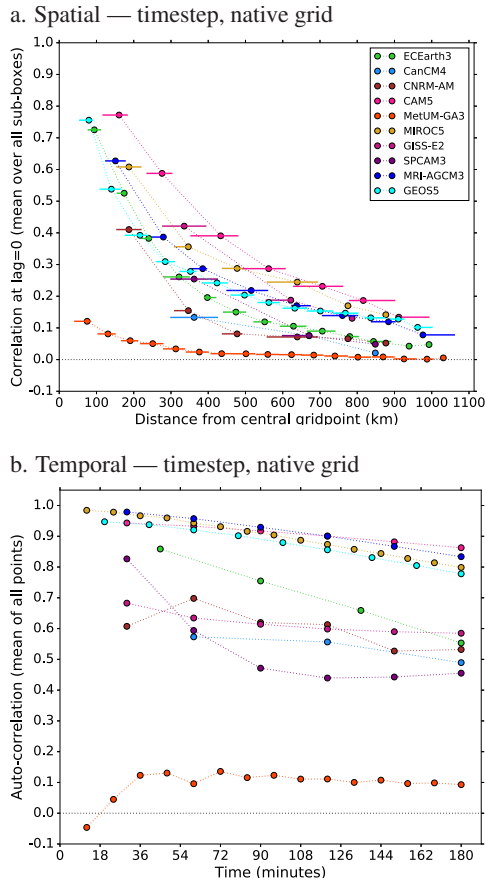 a. Spatial — timestep, native grid
Correlation at lag=0 (mean over all sub-boxes)
1.0
0.9
0.8
0.7
0.6
0.5
0.4
0.3
0.2
0.1
0.0
-0.1
ECEarth3
CanCM4
CNRM-AM
CAM5
MetUM-GA3
MIROC5
GISS-E2
SPCAM3
MRI-AGCM3
GEOS5
0 100 200 300 400 500 600 700 800 900 1000 1100
Distance from central gridpoint (km)
b. Temporal — timestep, native grid
Auto-correlation (mean of all points)
1.0
0.9
0.8
0.7
0.6
0.5
0.4
0.3
0.2
0.1
0.0
-0.1
0 18 36 54 72 90 108 126 144 162 180
Time (minutes)